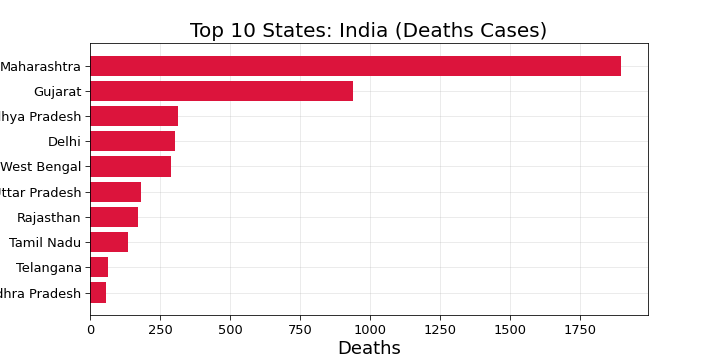 Top 10 States: India (Deaths Cases)
Maharashtra
Gujarat
hya Pradesh
Delhi
West Bengal
ttar Pradesh
Rajasthan
Tamil Nadu
Telangana
dhra Pradesh
0 250 500 750 1000 1250 1500 1750
Deaths